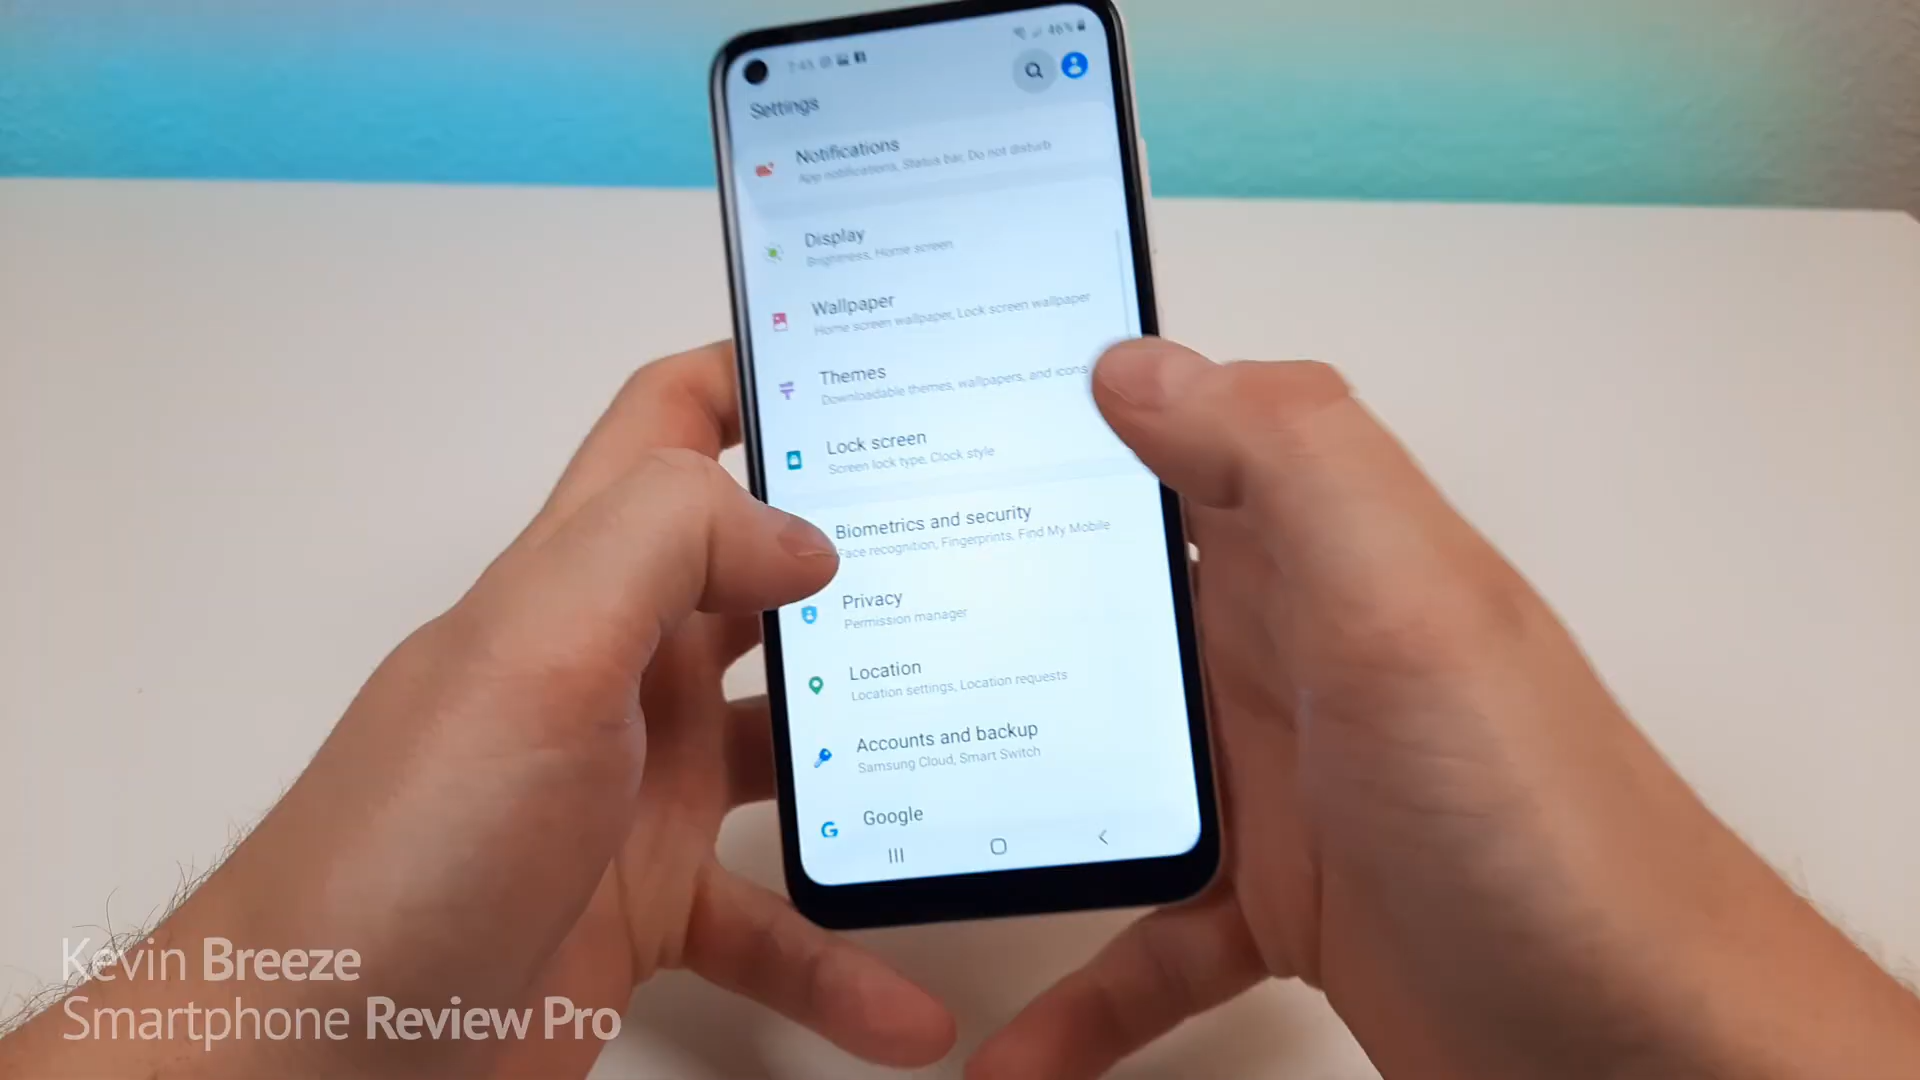 46%
Settings
Notifications
App notifications, Status bar, Do not disturb
Display
Brightness, Home screen
Wallpaper
Home screen wallpaper, Lock screen wallpaper
Themes
Downloadable themes, wallpapers, and icons
Lock screen
Screen lock type, Clock style
Biometrics and security
Face recognition, Fingerprints, Find My Mobile
Privacy
Permission manager
Location
Location settings, Location requests
Accounts and backup
Samsung Cloud, Smart Switch
Google
Kevin Breeze
Smartphone Review Pro